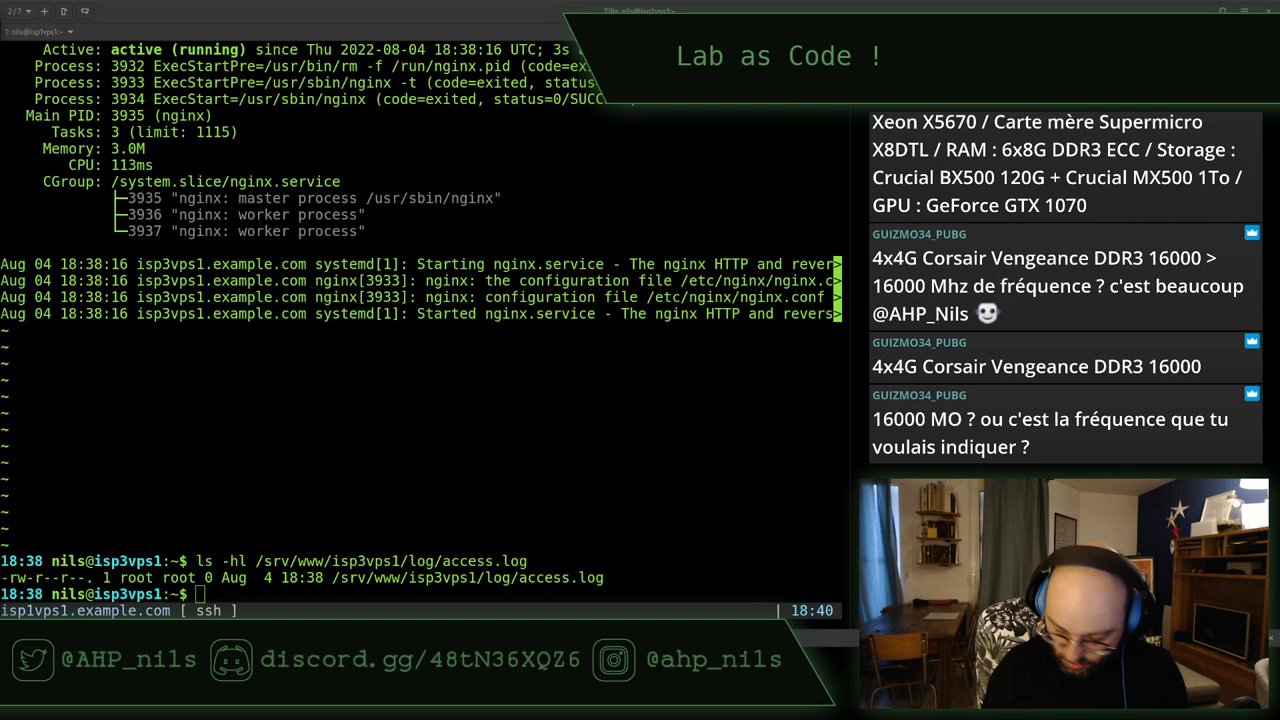 2/7
Tilix: nils@isp3vps1:~
1: nils@isp3vps1:~
Lab as Code !
Active: active (running) since Thu 2022-08-04 18:38:16 UTC; 3s
Process: 3932 ExecStartPre=/usr/bin/rm -f /run/nginx.pid (code=ex
Process: 3933 ExecStartPre=/usr/sbin/nginx -t (code=exited, status
Process: 3934 ExecStart=/usr/sbin/nginx (code=exited, status=0/SUCC
Main PID: 3935 (nginx)
Tasks: 3 (limit: 1115)
Memory: 3.0M
CPU: 113ms
CGroup: /system.slice/nginx.service
├─3935 "nginx: master process /usr/sbin/nginx"
├─3936 "nginx: worker process"
└─3937 "nginx: worker process"
Aug 04 18:38:16 isp3vps1.example.com systemd[1]: Starting nginx.service - The nginx HTTP and rever>
Aug 04 18:38:16 isp3vps1.example.com nginx[3933]: nginx: the configuration file /etc/nginx/nginx.c>
Aug 04 18:38:16 isp3vps1.example.com nginx[3933]: nginx: configuration file /etc/nginx/nginx.conf >
Aug 04 18:38:16 isp3vps1.example.com systemd[1]: Started nginx.service - The nginx HTTP and revers>
~
~
~
~
~
~
~
~
~
~
~
~
~
~
18:38 nils@isp3vps1:~$ ls -hl /srv/www/isp3vps1/log/access.log
-rw-r--r--. 1 root root 0 Aug  4 18:38 /srv/www/isp3vps1/log/access.log
18:38 nils@isp3vps1:~$
isp1vps1.example.com [ ssh ] | 18:40
Xeon X5670 / Carte mère Supermicro
X8DTL / RAM : 6x8G DDR3 ECC / Storage :
Crucial BX500 120G + Crucial MX500 1To /
GPU : GeForce GTX 1070
GUIZMO34_PUBG
4x4G Corsair Vengeance DDR3 16000 >
16000 Mhz de fréquence ? c'est beaucoup
@AHP_Nils
GUIZMO34_PUBG
4x4G Corsair Vengeance DDR3 16000
GUIZMO34_PUBG
16000 MO ? ou c'est la fréquence que tu
voulais indiquer ?
@AHP_nils discord.gg/48tN36XQZ6 @ahp_nils